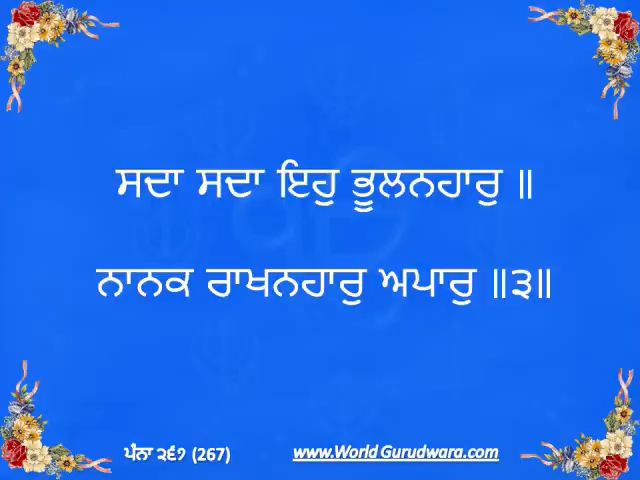 ਸਦਾ ਸਦਾ ਇਹੁ ਭੂਲਨਹਾਰੁ ॥
ਨਾਨਕ ਰਾਖਨਹਾਰੁ ਅਪਾਰੁ ॥੩॥
ਪੰਨਾ ੨੬੭ (267) www.World Gurudwara.com